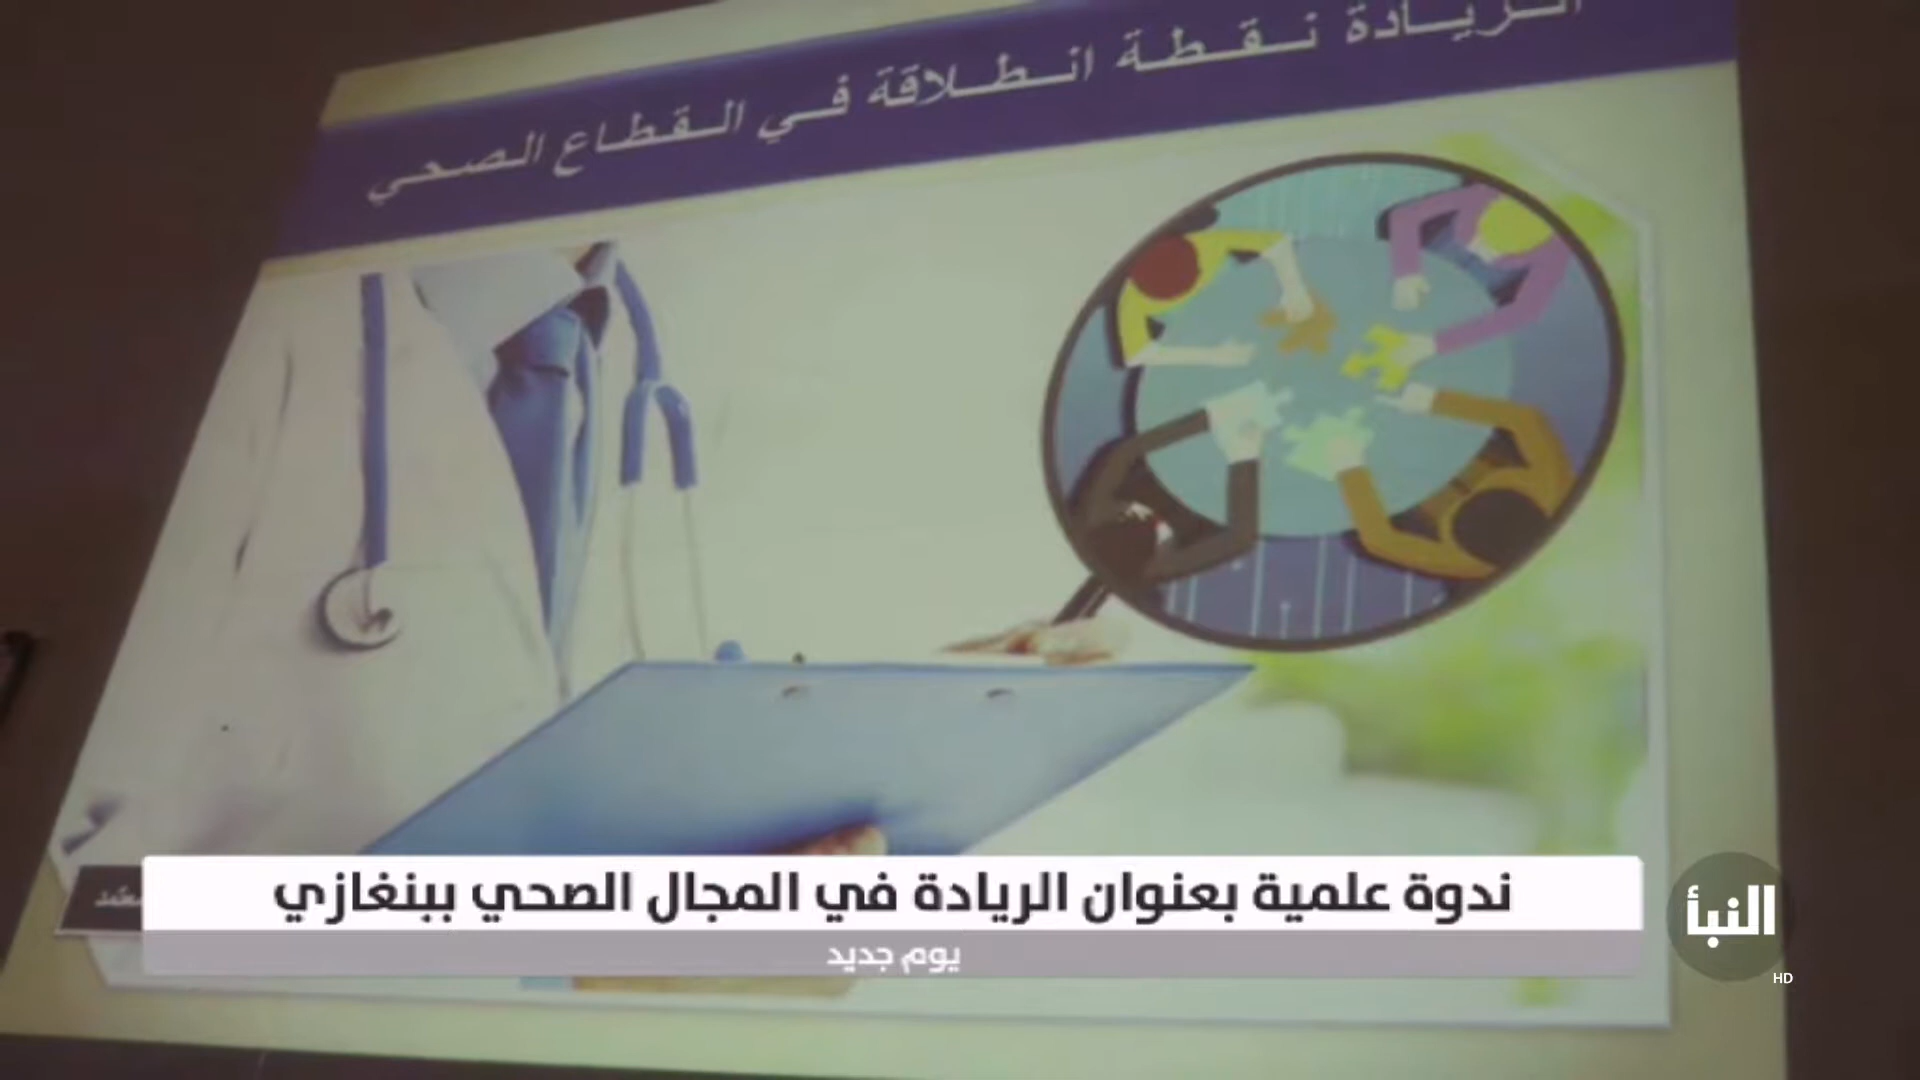 الريادة نقطة انطلاقة في القطاع الصحي
ندوة علمية بعنوان الريادة في المجال الصحي ببنغازي
يوم جديد
النبأ
HD